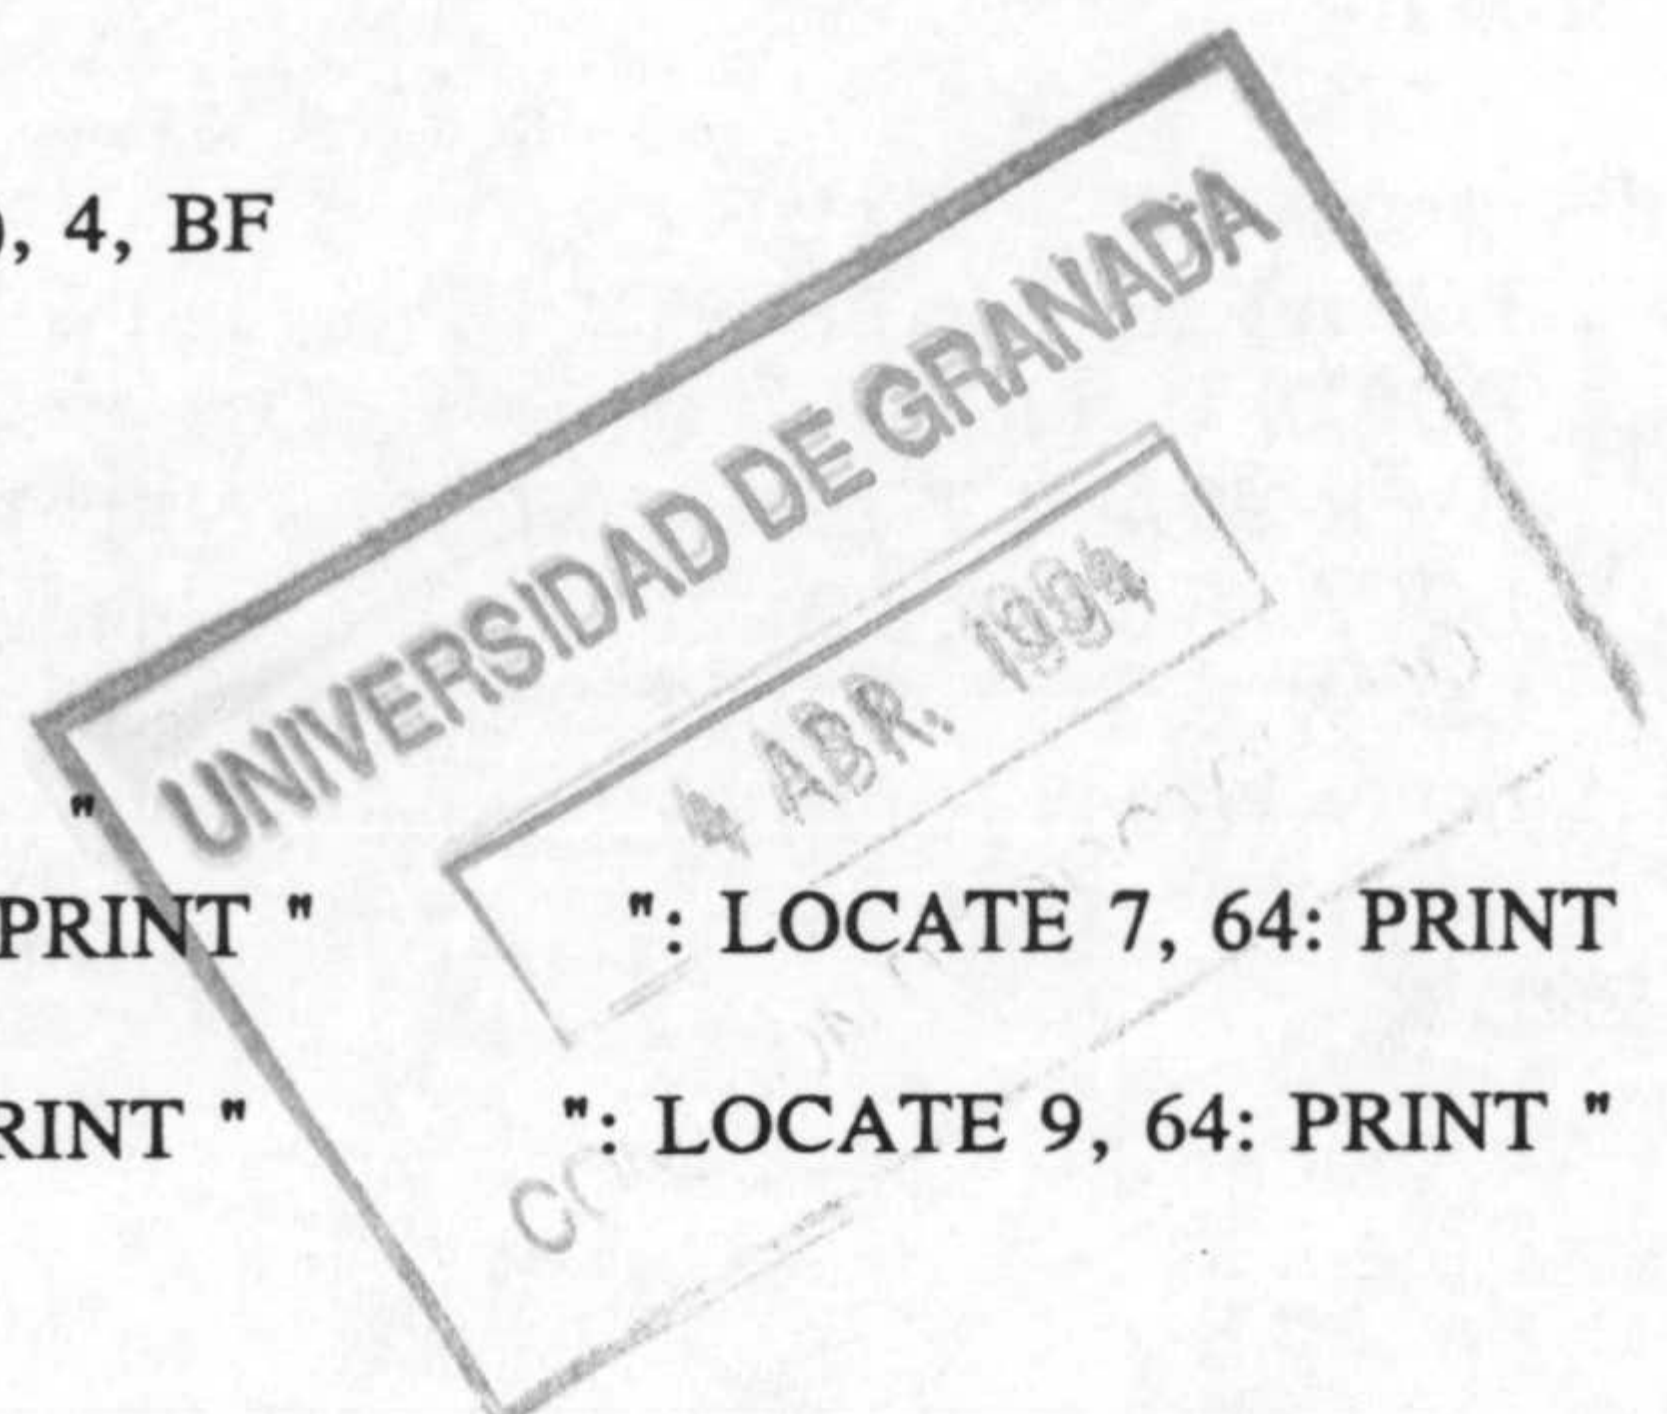 ), 4, BF
UNIVERSIDAD DE GRANADA
4 ABR. 1994
"
PRINT " ": LOCATE 7, 64: PRINT
RINT " ": LOCATE 9, 64: PRINT "